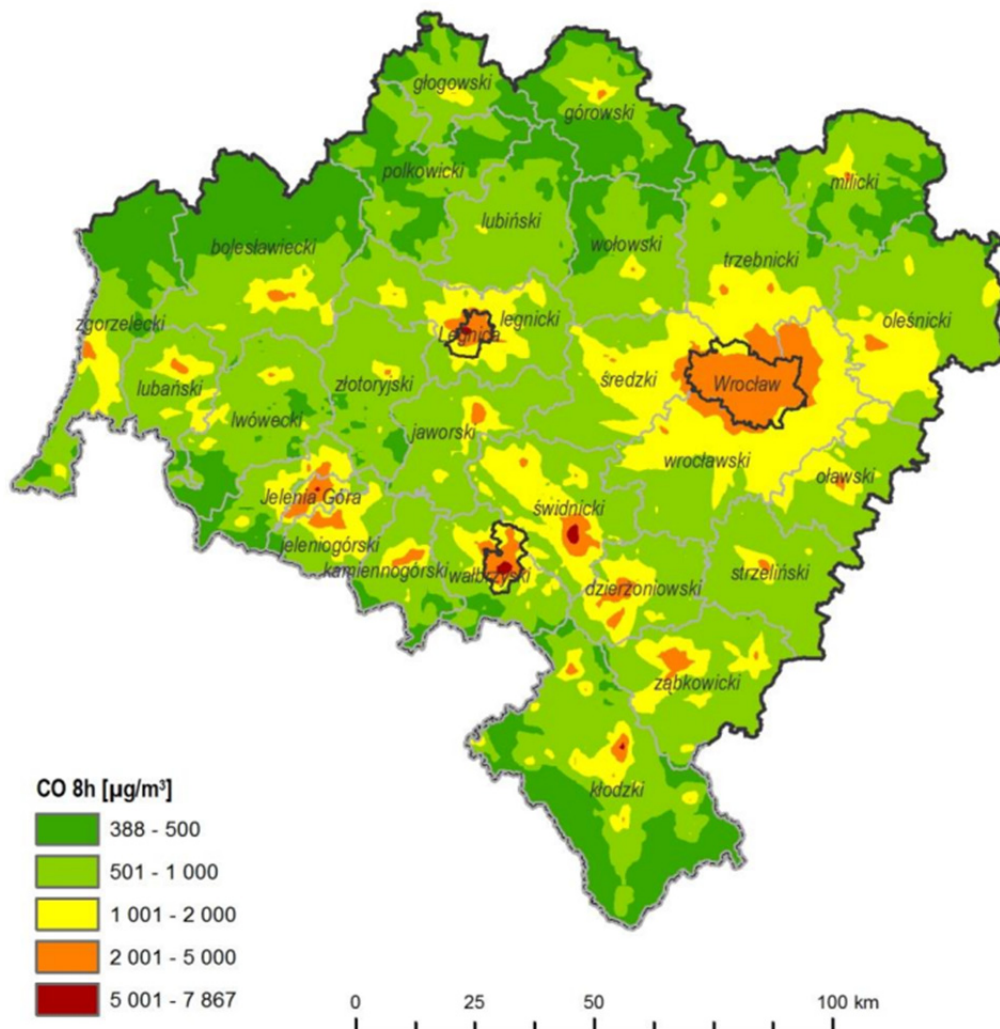 głogowski
górowski
polkowicki
milicki
lubiński
bolesławiecki
wołowski
trzebnicki
zgorzelecki
legnicki
Legnica
oleśnicki
lubański
złotoryjski
średzki
Wrocław
lwówecki
jaworski
wrocławski
oławski
Jelenia Góra
świdnicki
jeleniogórski
kamiennogórski
wałbrzyski
dzierżoniowski
strzeliński
ząbkowicki
kłodzki
CO 8h [µg/m³]
388 - 500
501 - 1 000
1 001 - 2 000
2 001 - 5 000
5 001 - 7 867
0 25 50 100 km